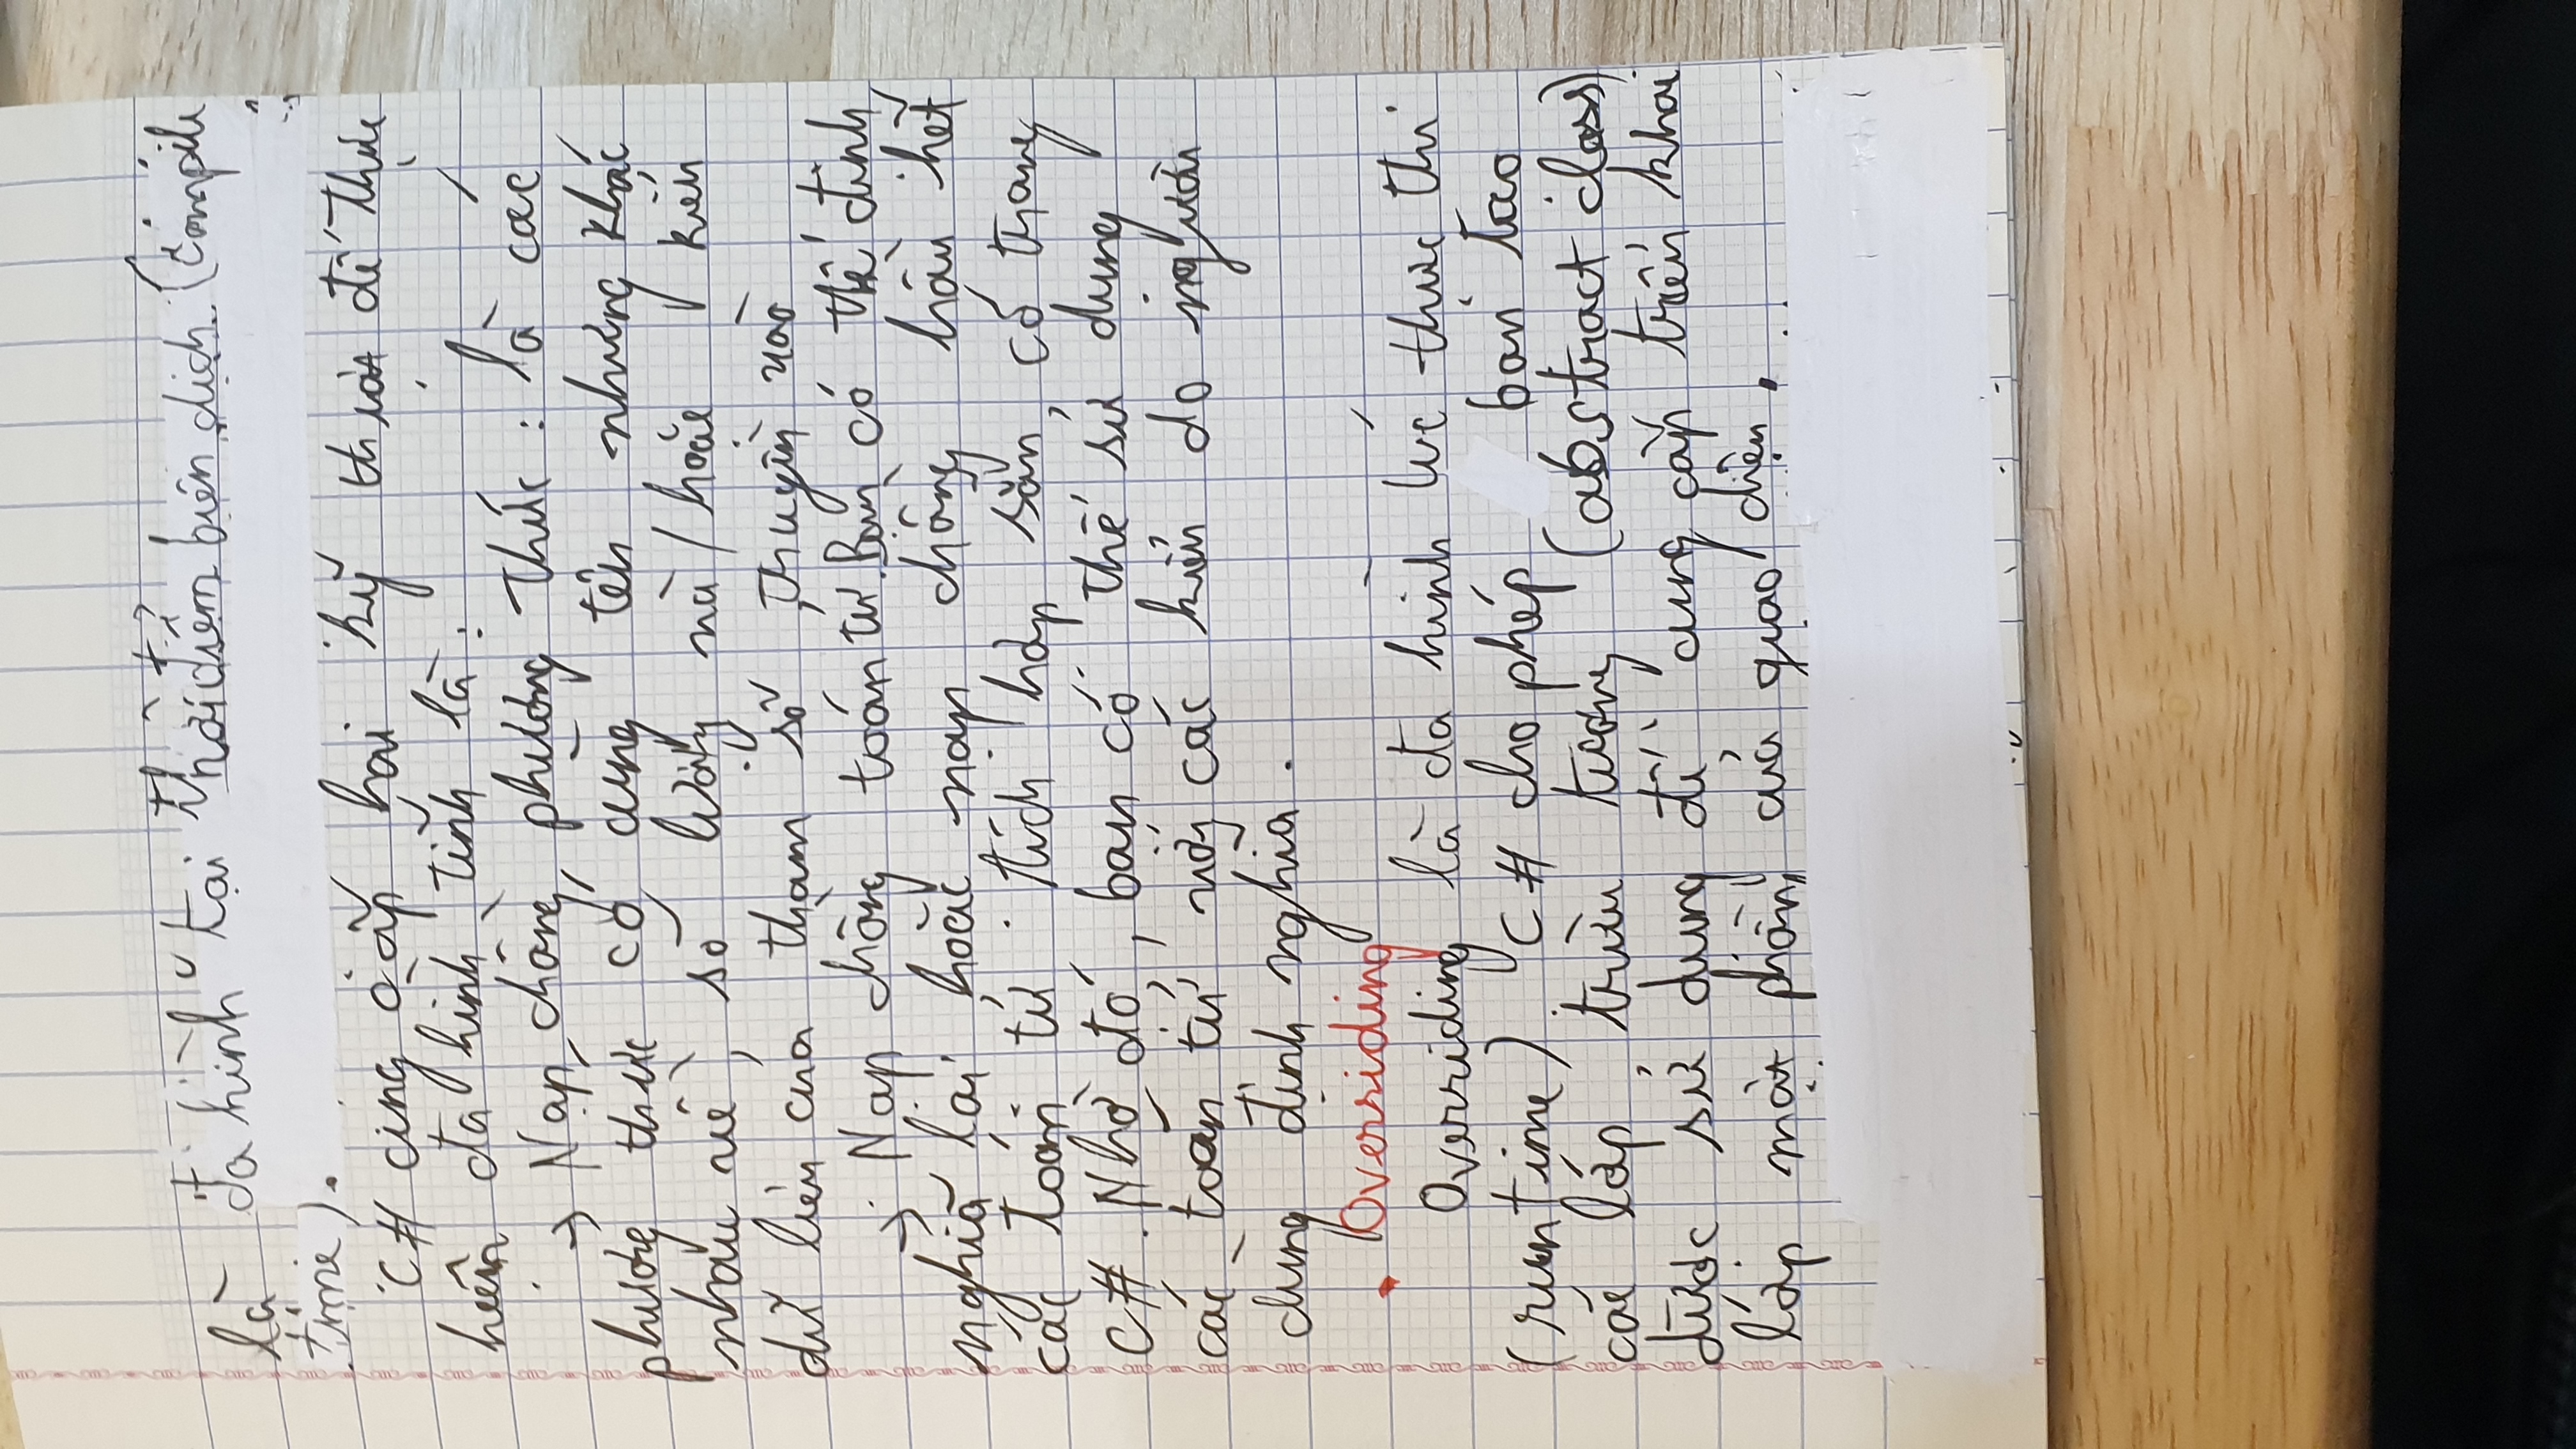 là đa hình tại thời điểm biên dịch (Compile
time).
C# cung cấp hai kỹ thuật để thực
hiện đa hình tĩnh là :
→ Nạp chồng phương thức : là các
phương thức có cùng tên nhưng khác
nhau về số lượng và/hoặc kiểu
dữ liệu của tham số truyền vào
→ Nạp chồng toán tử. Bạn có thể định
nghĩa lại hoặc nạp chồng hầu hết
các toán tử tích hợp sẵn có trong
C#. Nhờ đó, bạn có thể sử dụng
các toán tử với các kiểu do người
dùng định nghĩa.
Overriding
Overriding là đa hình lúc thực thi
(runtime). C# cho phép bạn tạo
các lớp trừu tượng (abstract class)
được sử dụng để cung cấp triển khai
lớp một phần của giao diện.